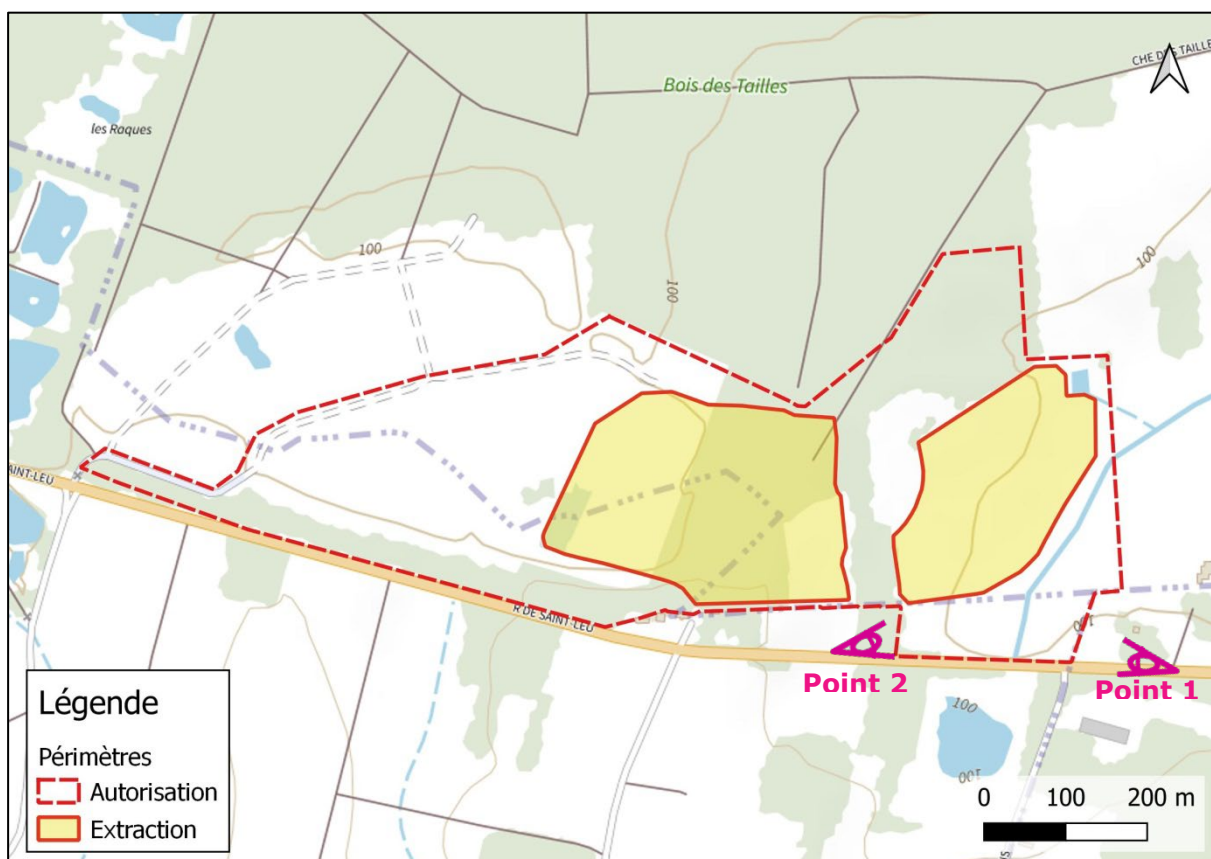 CHE DES TAILLE
Bois des Tailles
les Raques
100
100
100
SAINT-LEU
R DE SAINT-LEU
100
Point 2
Point 1
100
100
Légende
Périmètres
Autorisation
Extraction
0 100 200 m